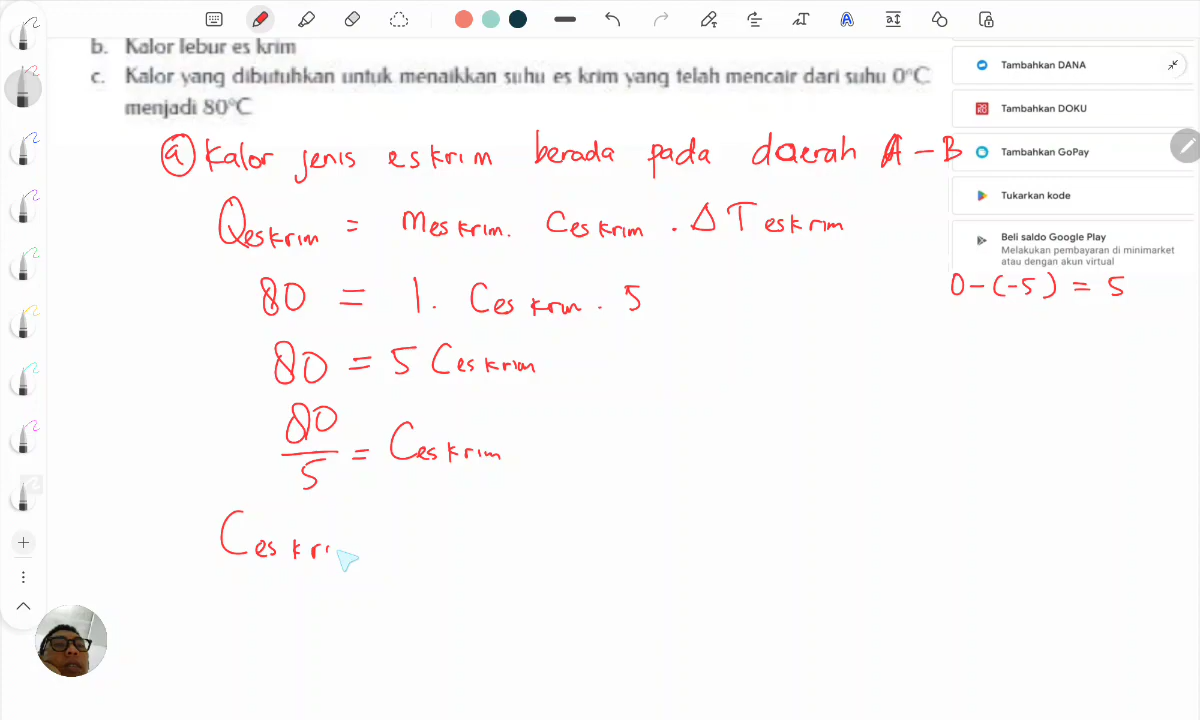 b. Kalor lebur es krim
c. Kalor yang dibutuhkan untuk menaikkan suhu es krim yang telah mencair dari suhu 0°C
menjadi 80°C
Tambahkan DANA
Tambahkan DOKU
Tambahkan GoPay
Tukarkan kode
Beli saldo Google Play
Melakukan pembayaran di minimarket
atau dengan akun virtual
(a) Kalor jenis eskrim berada pada daerah A - B
Qeskrim = Meskrim . Ceskrim . ΔT eskrim
0 - (-5) = 5
80 = 1 . Ceskrim . 5
80 = 5 Ceskrim
80/5 = Ceskrim
Ceskri